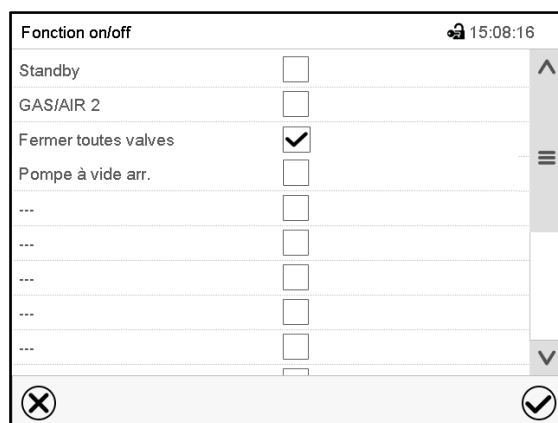 Fonction on/off 15:08:16
Standby
GAS/AIR 2
Fermer toutes valves
Pompe à vide arr.
---
---
---
---
---